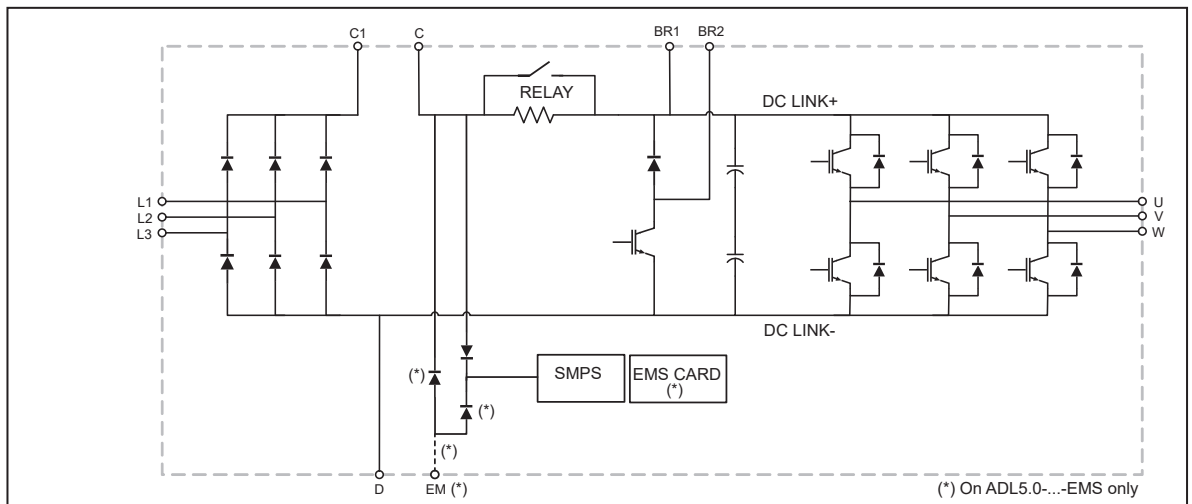 C1
C
BR1
BR2
RELAY
DC LINK+
L1
L2
L3
U
V
W
DC LINK-
(*)
SMPS
EMS CARD
(*)
(*)
(*)
D
EM (*)
(*) On ADL5.0-...-EMS only